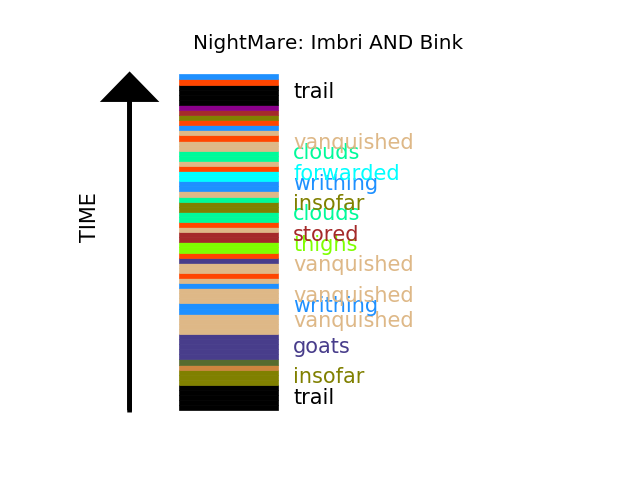 NightMare: Imbri AND Bink
trail
vanquished
clouds
forwarded
writhing
insofar
clouds
stored
thighs
vanquished
vanquished
writhing
vanquished
goats
insofar
trail
TIME